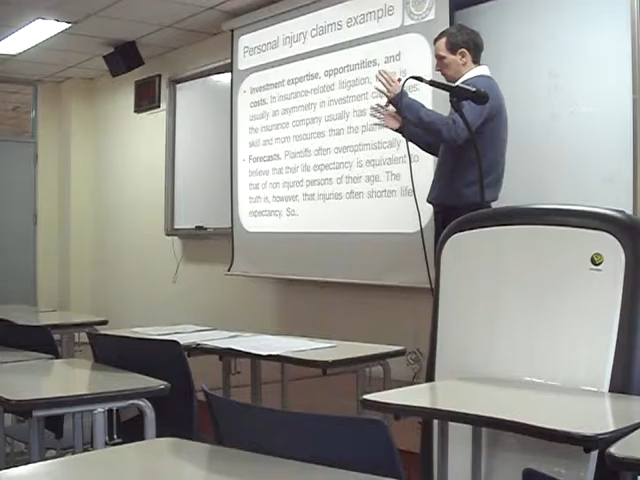 Personal injury claims example
• Investment expertise, opportunities, and
costs. In insurance-related litigation, is
usually an asymmetry in investment
the insurance company usually has
skill and more resources than the
• Forecasts. Plaintiffs often overoptimistically
believe that their life expectancy is equivalent to
that of non injured persons of their age. The
truth is, however, that injuries often shorten life
expectancy. So..